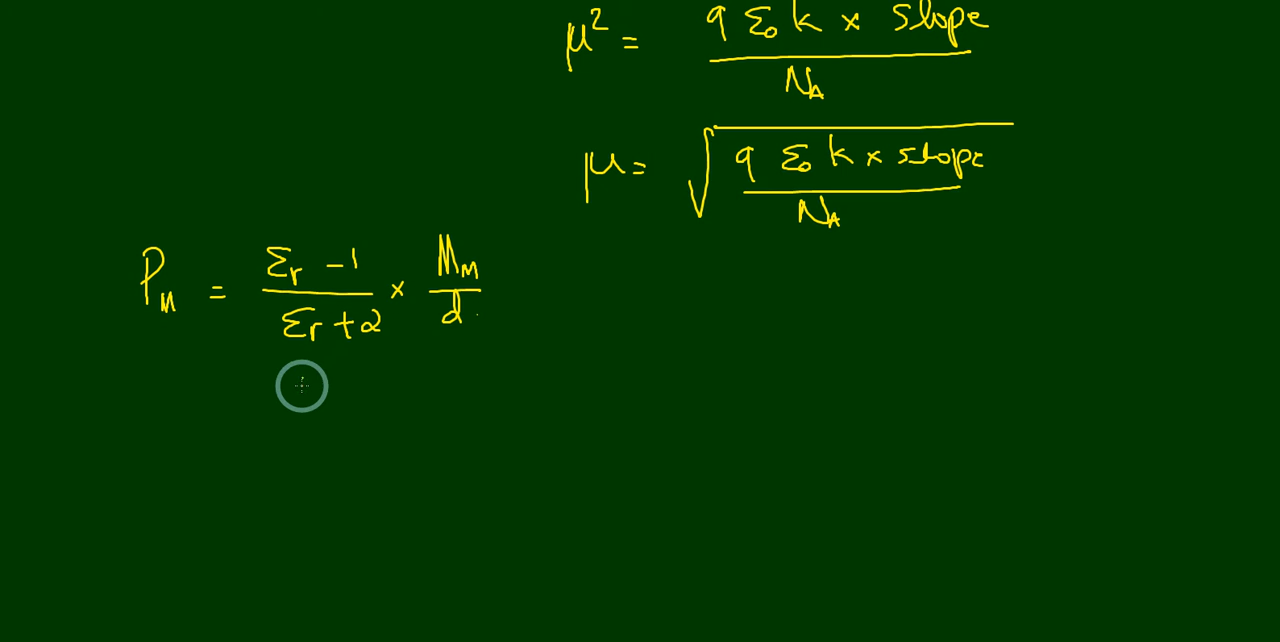 μ² = 9 ε₀ k × slope / N_A
μ = √(9 ε₀ k × slope / N_A)
P_M = (ε_r − 1) / (ε_r + 2) × M_M / d